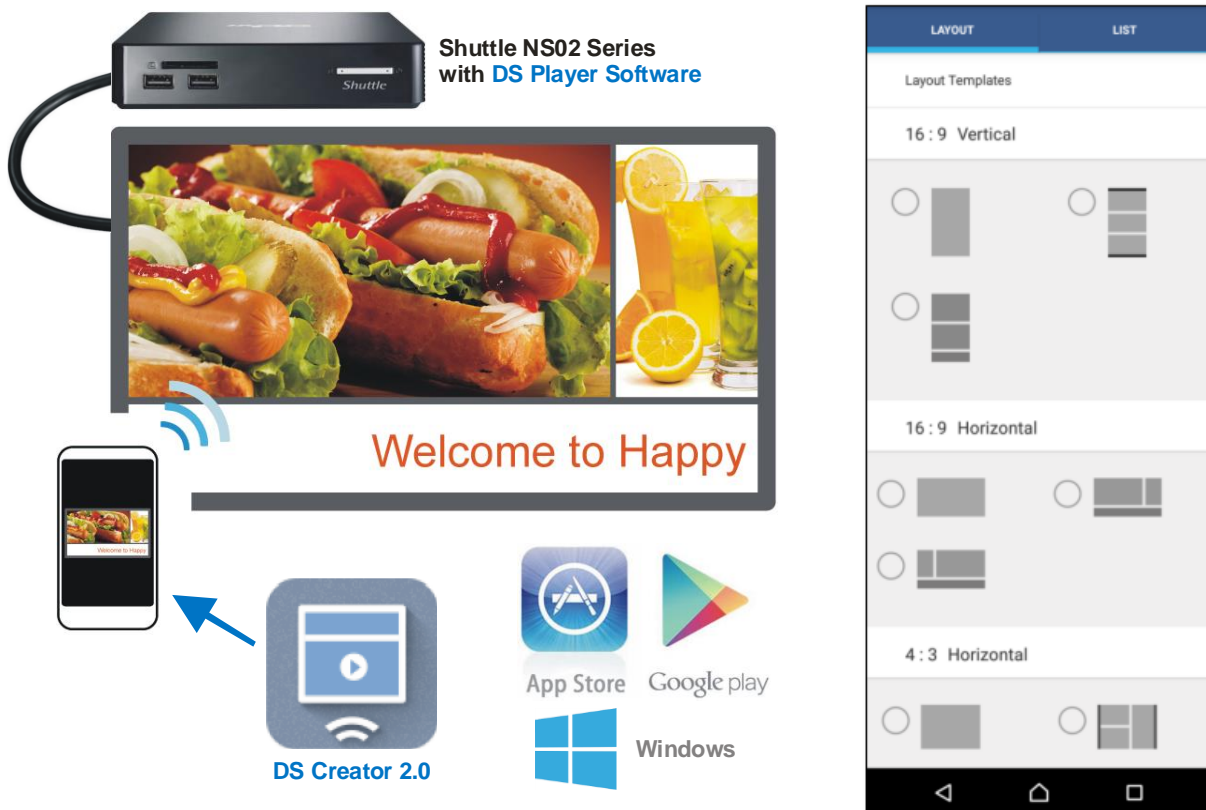 Shuttle NS02 Series
with DS Player Software
Shuttle
Welcome to Happy
Welcome to Happy
DS Creator 2.0
App Store
Google play
Windows
LAYOUT
LIST
Layout Templates
16 : 9 Vertical
16 : 9 Horizontal
4 : 3 Horizontal